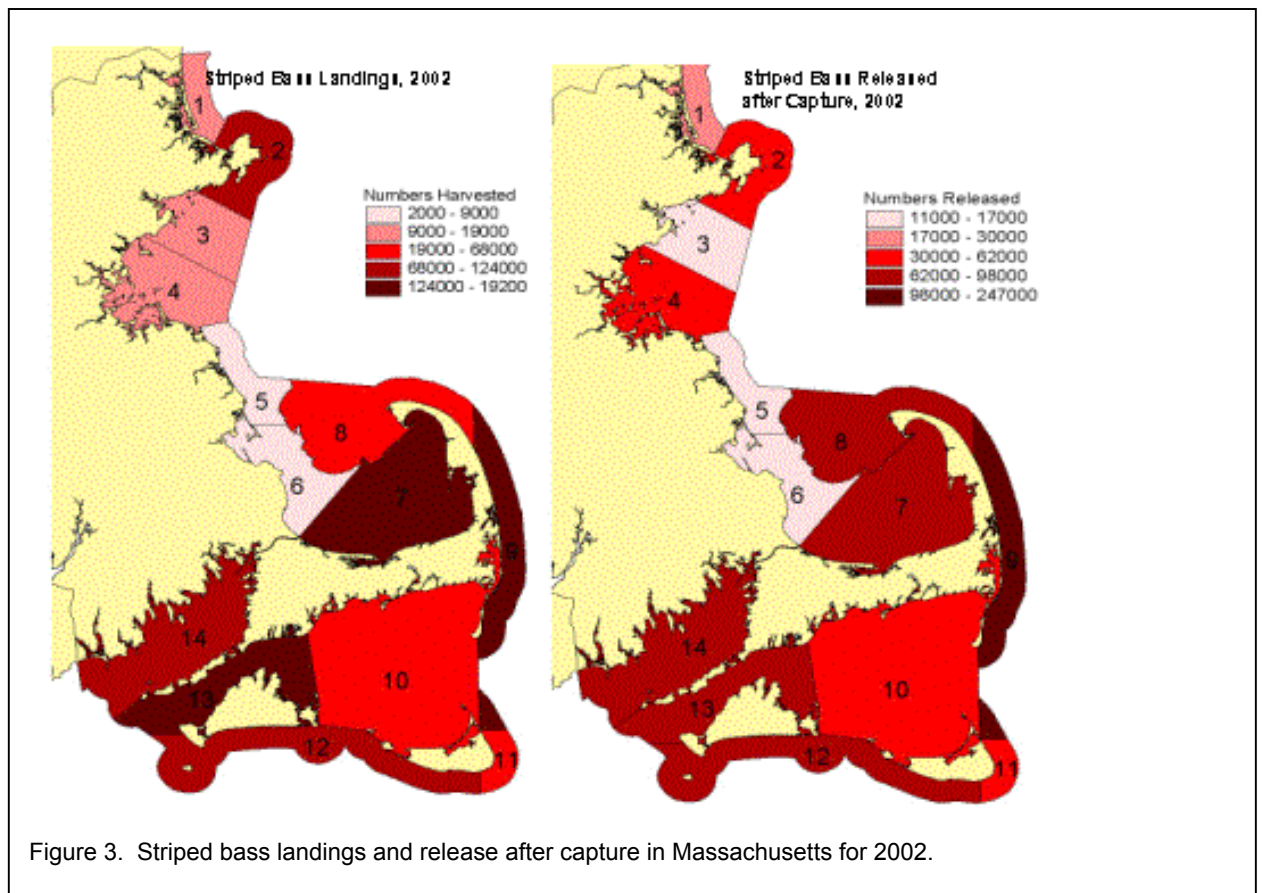 Striped Bass Landings, 2002
Numbers Harvested
2000 - 9000
9000 - 19000
19000 - 68000
68000 - 124000
124000 - 19200
1
2
3
4
5
6
7
8
9
10
11
12
13
14
Striped Bass Released
after Capture, 2002
Numbers Released
11000 - 17000
17000 - 30000
30000 - 62000
62000 - 98000
98000 - 247000
1
2
3
4
5
6
7
8
9
10
11
12
13
14
Figure 3. Striped bass landings and release after capture in Massachusetts for 2002.